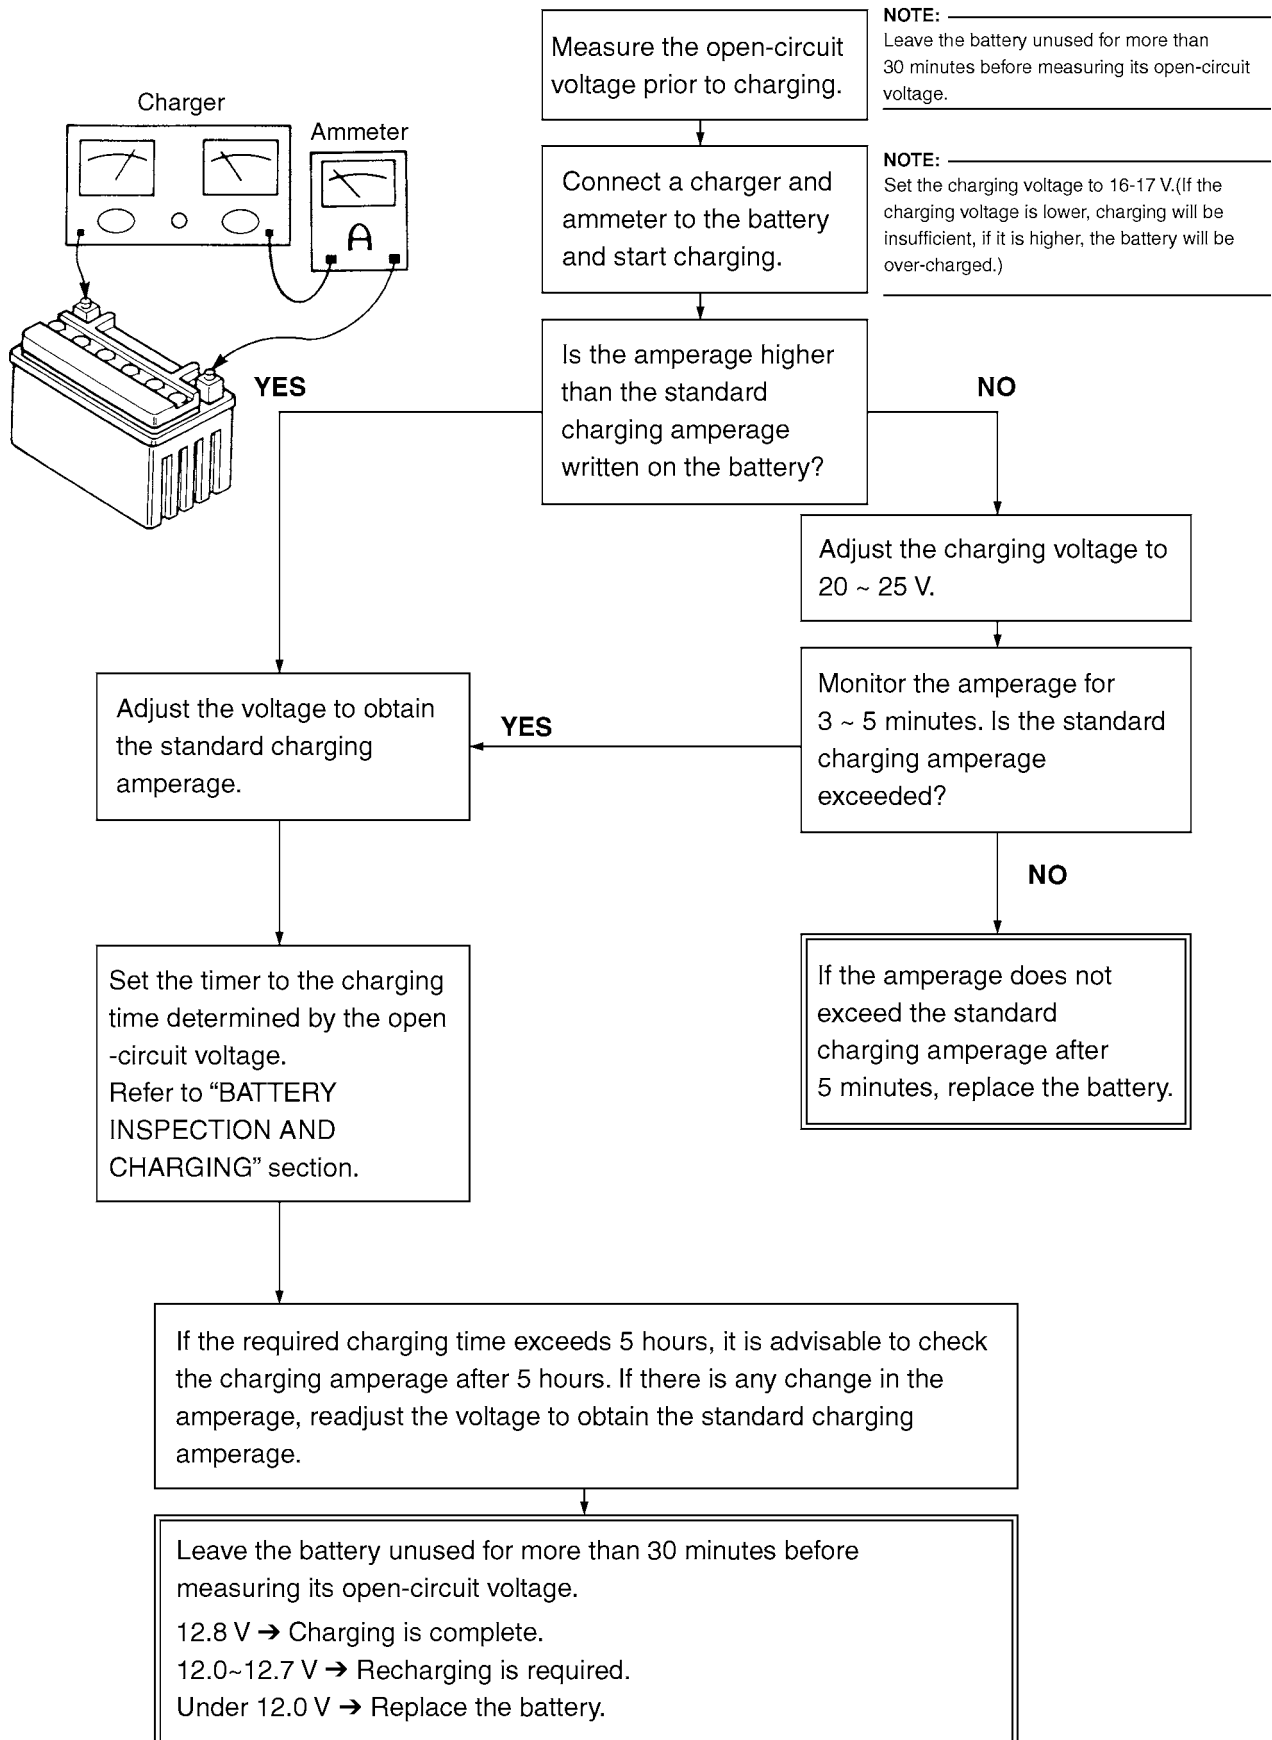 Measure the open-circuit
voltage prior to charging.
NOTE:
Leave the battery unused for more than
30 minutes before measuring its open-circuit
voltage.
Charger
Ammeter
A
Connect a charger and
ammeter to the battery
and start charging.
NOTE:
Set the charging voltage to 16-17 V.(If the
charging voltage is lower, charging will be
insufficient, if it is higher, the battery will be
over-charged.)
Is the amperage higher
than the standard
charging amperage
written on the battery?
YES
NO
Adjust the charging voltage to
20 ~ 25 V.
Monitor the amperage for
3 ~ 5 minutes. Is the standard
charging amperage
exceeded?
YES
Adjust the voltage to obtain
the standard charging
amperage.
NO
If the amperage does not
exceed the standard
charging amperage after
5 minutes, replace the battery.
Set the timer to the charging
time determined by the open
-circuit voltage.
Refer to “BATTERY
INSPECTION AND
CHARGING” section.
If the required charging time exceeds 5 hours, it is advisable to check
the charging amperage after 5 hours. If there is any change in the
amperage, readjust the voltage to obtain the standard charging
amperage.
Leave the battery unused for more than 30 minutes before
measuring its open-circuit voltage.
12.8 V ➔ Charging is complete.
12.0~12.7 V ➔ Recharging is required.
Under 12.0 V ➔ Replace the battery.